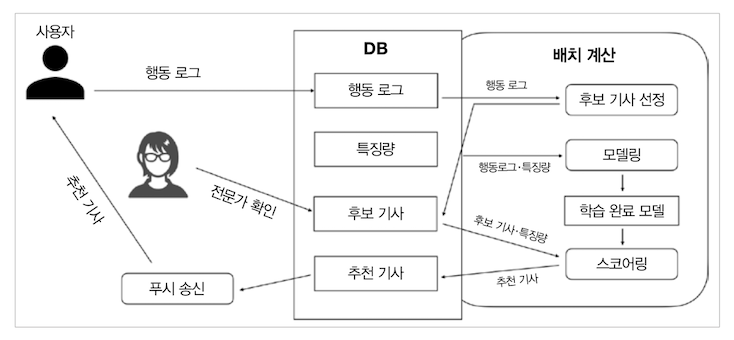 사용자
DB
배치 계산
행동 로그
행동 로그
행동 로그
후보 기사 선정
특징량
모델링
행동로그·특징량
추천 기사
전문가 확인
후보 기사
학습 완료 모델
후보 기사·특징량
추천 기사
스코어링
추천 기사
푸시 송신